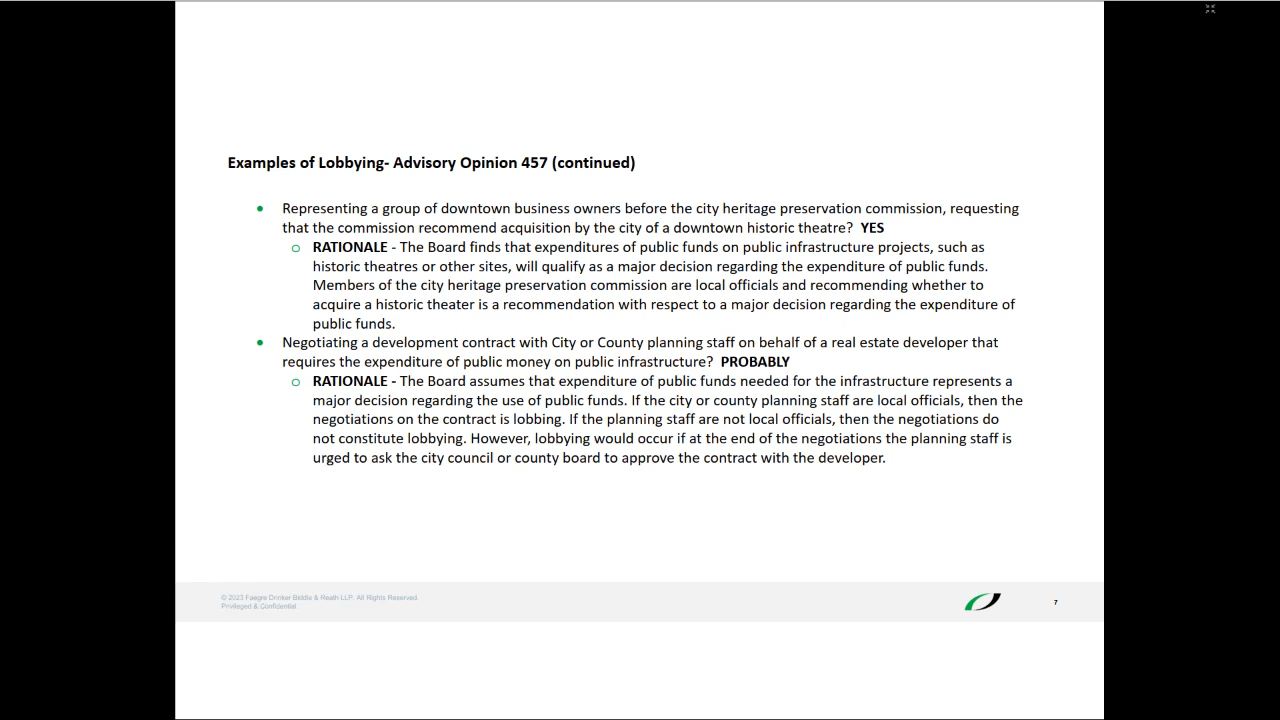 Examples of Lobbying- Advisory Opinion 457 (continued)
• Representing a group of downtown business owners before the city heritage preservation commission, requesting
that the commission recommend acquisition by the city of a downtown historic theatre? YES
o RATIONALE - The Board finds that expenditures of public funds on public infrastructure projects, such as
historic theatres or other sites, will qualify as a major decision regarding the expenditure of public funds.
Members of the city heritage preservation commission are local officials and recommending whether to
acquire a historic theater is a recommendation with respect to a major decision regarding the expenditure of
public funds.
• Negotiating a development contract with City or County planning staff on behalf of a real estate developer that
requires the expenditure of public money on public infrastructure? PROBABLY
o RATIONALE - The Board assumes that expenditure of public funds needed for the infrastructure represents a
major decision regarding the use of public funds. If the city or county planning staff are local officials, then the
negotiations on the contract is lobbing. If the planning staff are not local officials, then the negotiations do
not constitute lobbying. However, lobbying would occur if at the end of the negotiations the planning staff is
urged to ask the city council or county board to approve the contract with the developer.
© 2023 Faegre Drinker Biddle & Reath LLP. All Rights Reserved.
Privileged & Confidential
7